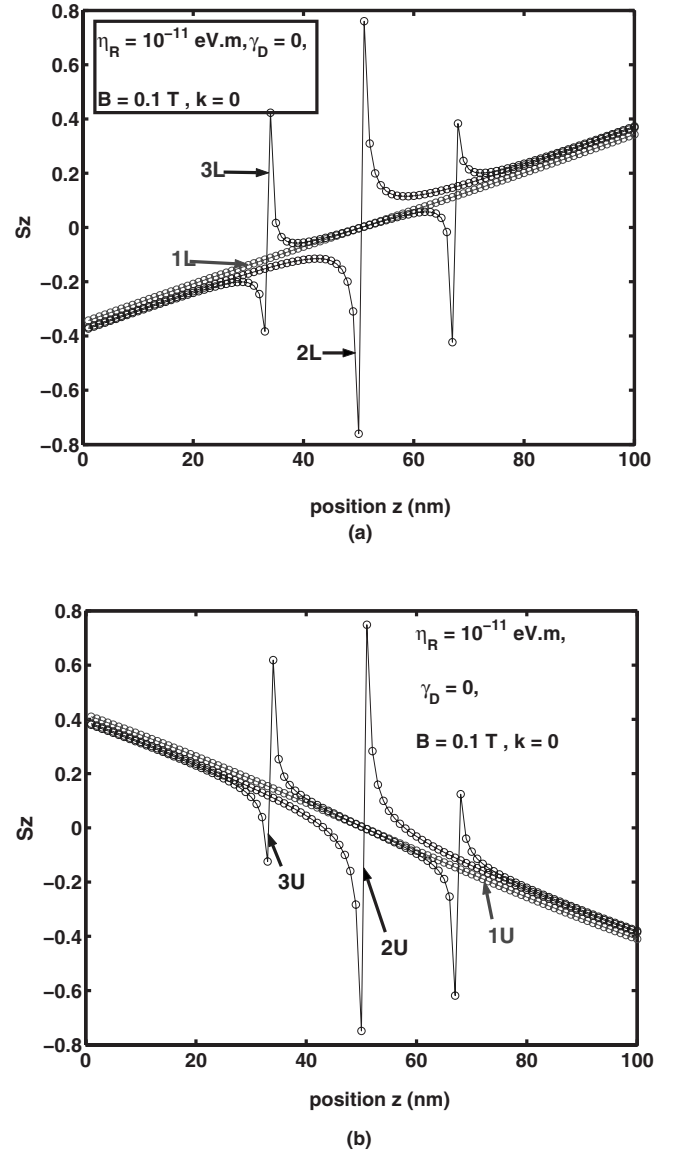 0.8
η_R = 10^−11 eV.m, γ_D = 0,
B = 0.1 T , k = 0
0.6
0.4
3L
0.2
Sz
0
1L
−0.2
2L
−0.4
−0.6
−0.8
0 20 40 60 80 100
position z (nm)
(a)
0.8
η_R = 10^−11 eV.m,
0.6
γ_D = 0,
0.4
B = 0.1 T , k = 0
0.2
Sz
0
3U
−0.2
2U
1U
−0.4
−0.6
−0.8
0 20 40 60 80 100
position z (nm)
(b)